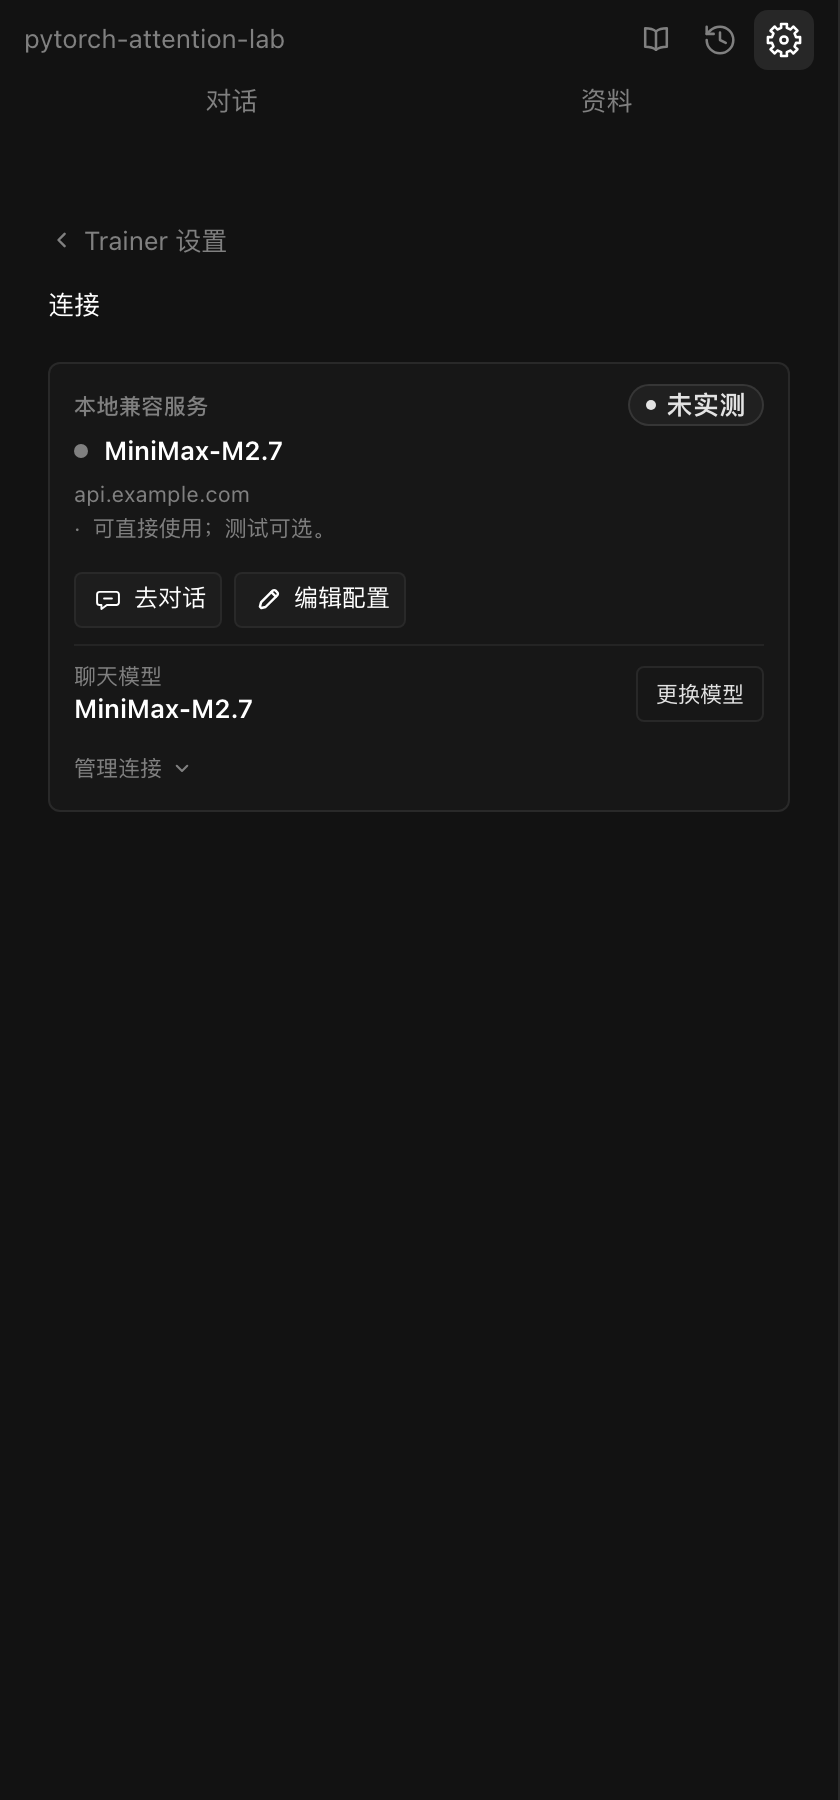 pytorch-attention-lab
对话
资料
Trainer 设置
连接
本地兼容服务
未实测
MiniMax-M2.7
api.example.com
· 可直接使用；测试可选。
去对话
编辑配置
聊天模型
MiniMax-M2.7
更换模型
管理连接